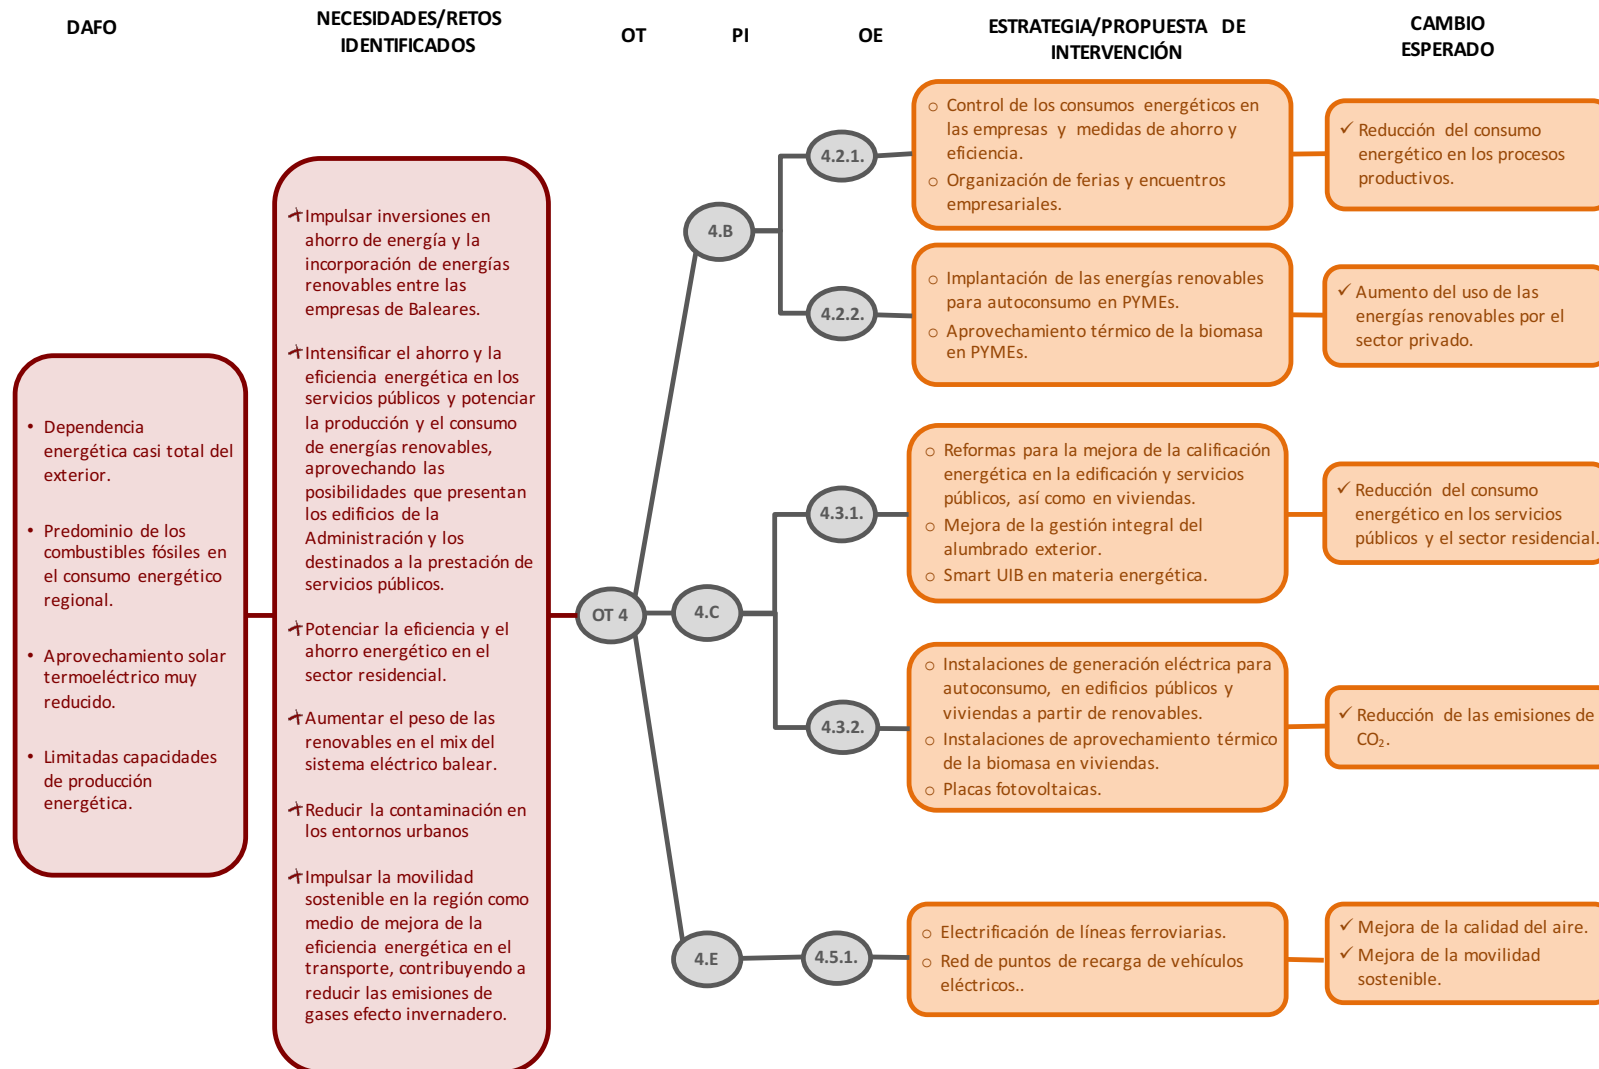 DAFO
NECESIDADES/RETOS
IDENTIFICADOS
OT
PI
OE
ESTRATEGIA/PROPUESTA DE
INTERVENCIÓN
CAMBIO
ESPERADO
• Dependencia
energética casi total del
exterior.
• Predominio de los
combustibles fósiles en
el consumo energético
regional.
• Aprovechamiento solar
termoeléctrico muy
reducido.
• Limitadas capacidades
de producción
energética.
Impulsar inversiones en
ahorro de energía y la
incorporación de energías
renovables entre las
empresas de Baleares.
Intensificar el ahorro y la
eficiencia energética en los
servicios públicos y potenciar
la producción y el consumo
de energías renovables,
aprovechando las
posibilidades que presentan
los edificios de la
Administración y los
destinados a la prestación de
servicios públicos.
Potenciar la eficiencia y el
ahorro energético en el
sector residencial.
Aumentar el peso de las
renovables en el mix del
sistema eléctrico balear.
Reducir la contaminación en
los entornos urbanos
Impulsar la movilidad
sostenible en la región como
medio de mejora de la
eficiencia energética en el
transporte, contribuyendo a
reducir las emisiones de
gases efecto invernadero.
OT 4
4.B
4.2.1.
o Control de los consumos energéticos en
las empresas y medidas de ahorro y
eficiencia.
o Organización de ferias y encuentros
empresariales.
✓ Reducción del consumo
energético en los procesos
productivos.
4.2.2.
o Implantación de las energías renovables
para autoconsumo en PYMEs.
o Aprovechamiento térmico de la biomasa
en PYMEs.
✓ Aumento del uso de las
energías renovables por el
sector privado.
4.C
4.3.1.
o Reformas para la mejora de la calificación
energética en la edificación y servicios
públicos, así como en viviendas.
o Mejora de la gestión integral del
alumbrado exterior.
o Smart UIB en materia energética.
✓ Reducción del consumo
energético en los servicios
públicos y el sector residencial.
4.3.2.
o Instalaciones de generación eléctrica para
autoconsumo, en edificios públicos y
viviendas a partir de renovables.
o Instalaciones de aprovechamiento térmico
de la biomasa en viviendas.
o Placas fotovoltaicas.
✓ Reducción de las emisiones de
CO₂.
4.E
4.5.1.
o Electrificación de líneas ferroviarias.
o Red de puntos de recarga de vehículos
eléctricos..
✓ Mejora de la calidad del aire.
✓ Mejora de la movilidad
sostenible.